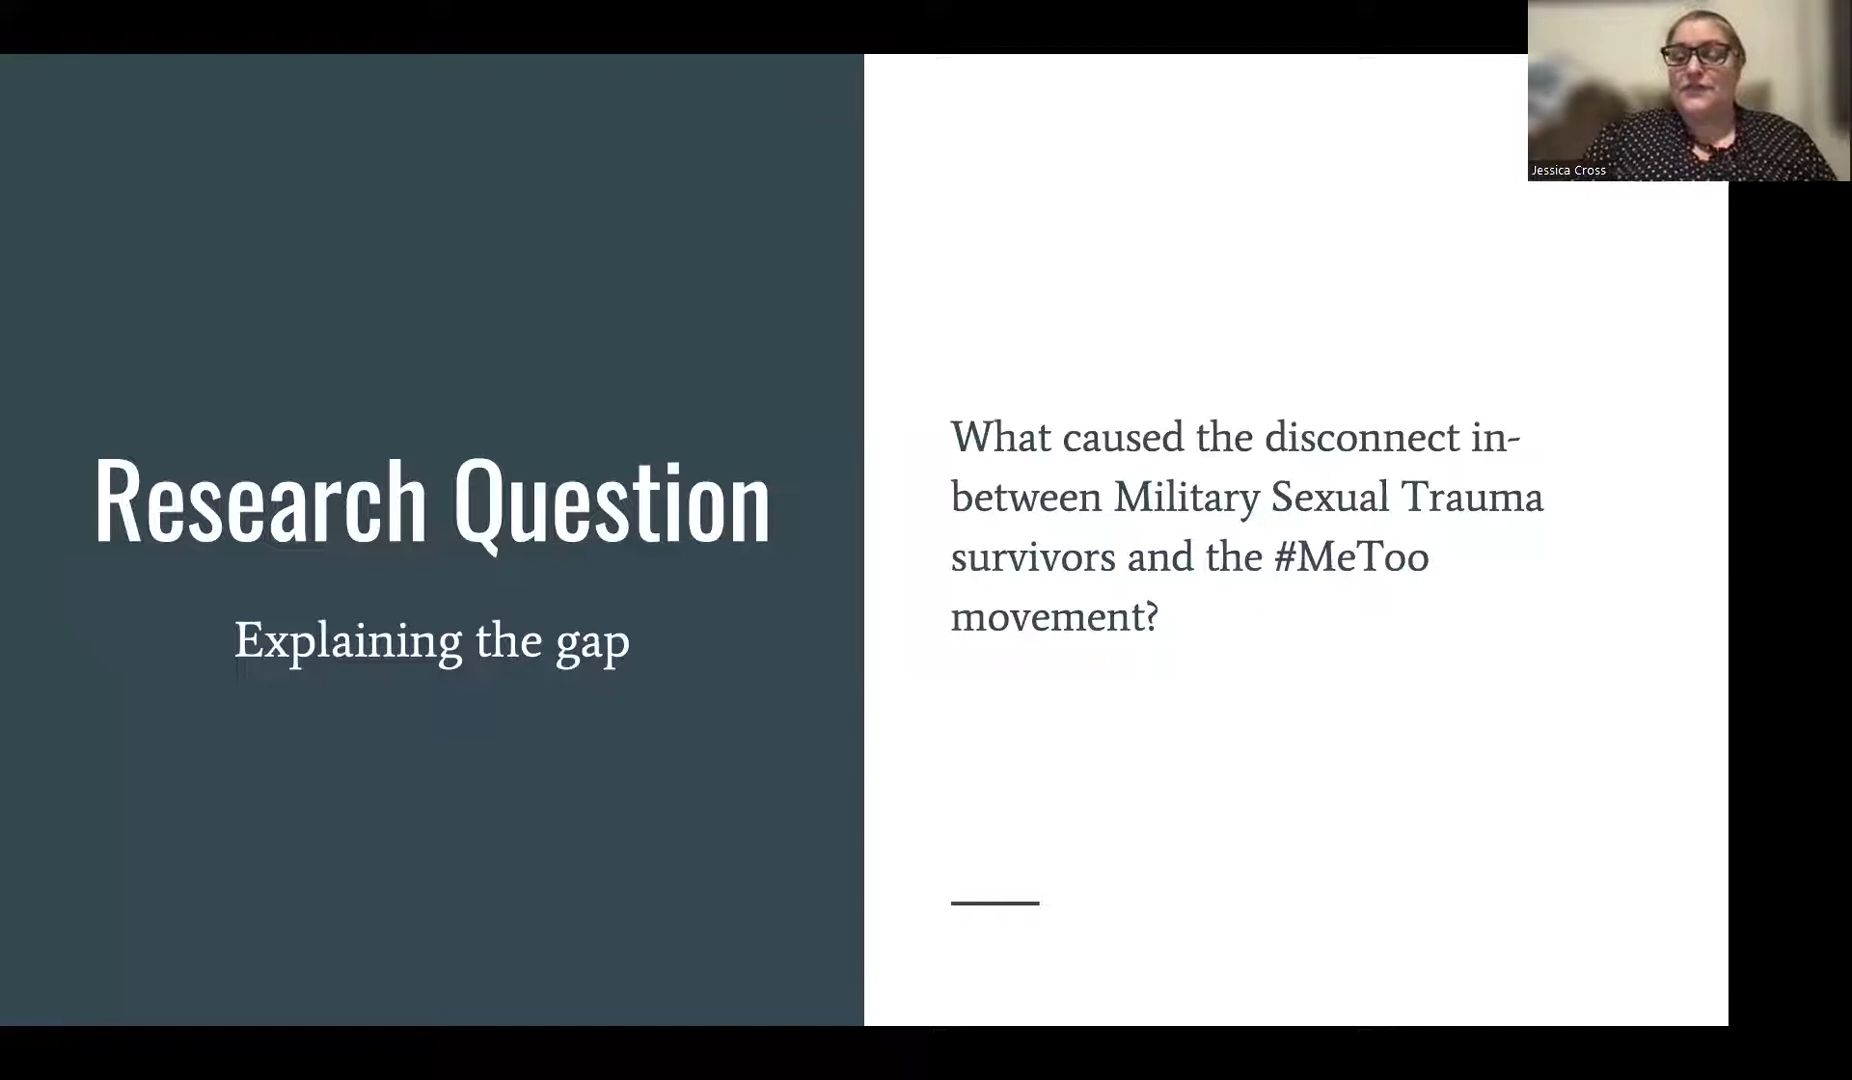 Research Question
Explaining the gap
What caused the disconnect in-
between Military Sexual Trauma
survivors and the #MeToo
movement?
Jessica Cross